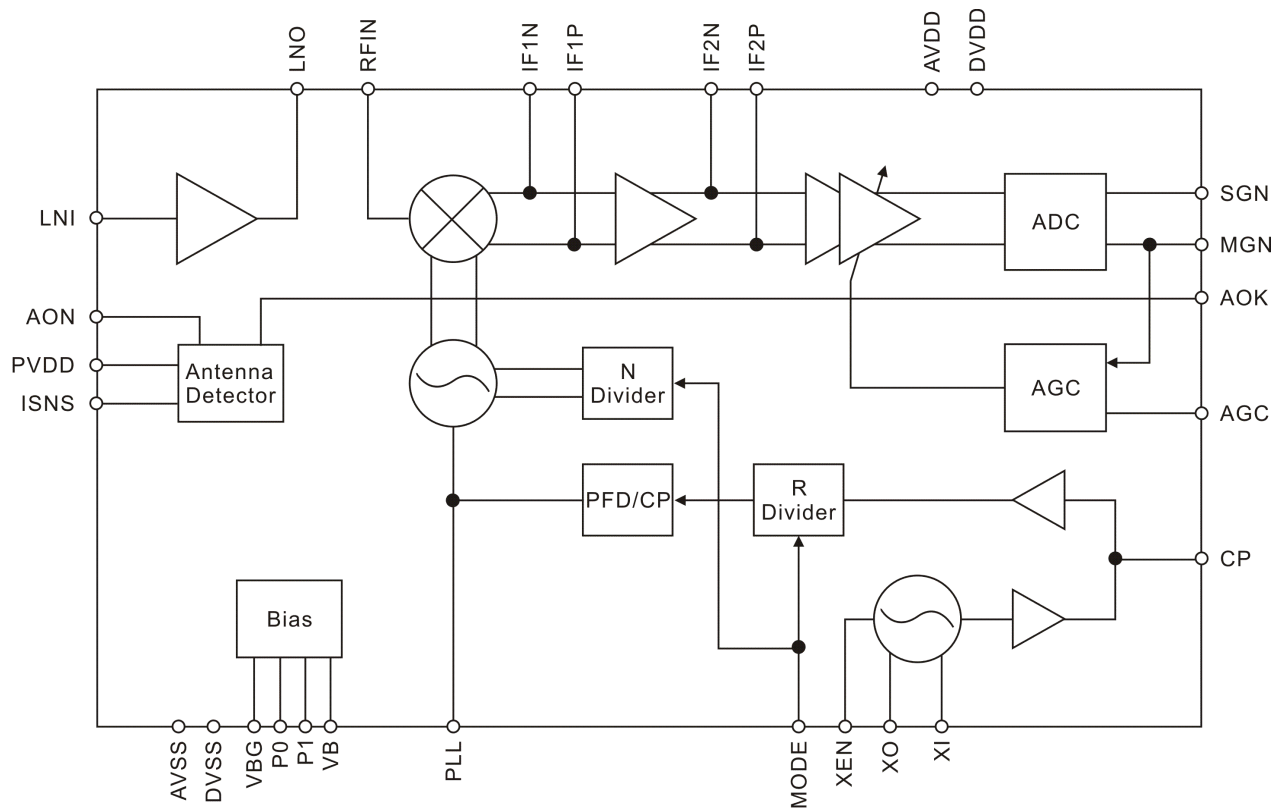 LNO
RFIN
IF1N
IF1P
IF2N
IF2P
AVDD
DVDD
LNI
ADC
SGN
MGN
AOK
AON
PVDD
ISNS
Antenna
Detector
N
Divider
AGC
AGC
PFD/CP
R
Divider
CP
Bias
AVSS
DVSS
VBG
P0
P1
VB
PLL
MODE
XEN
XO
XI